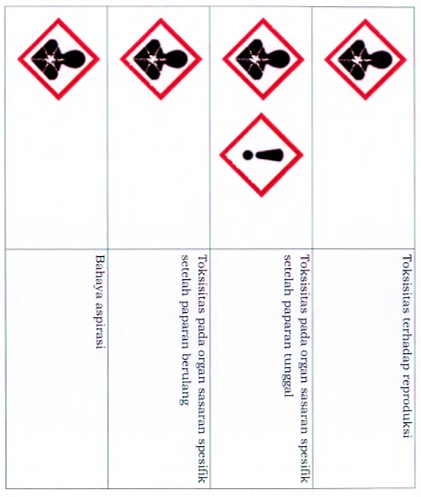 Toksisitas terhadap reproduksi
Toksisitas pada organ sasaran spesifik
setelah paparan tunggal
Toksisitas pada organ sasaran spesifik
setelah paparan berulang
Bahaya aspirasi